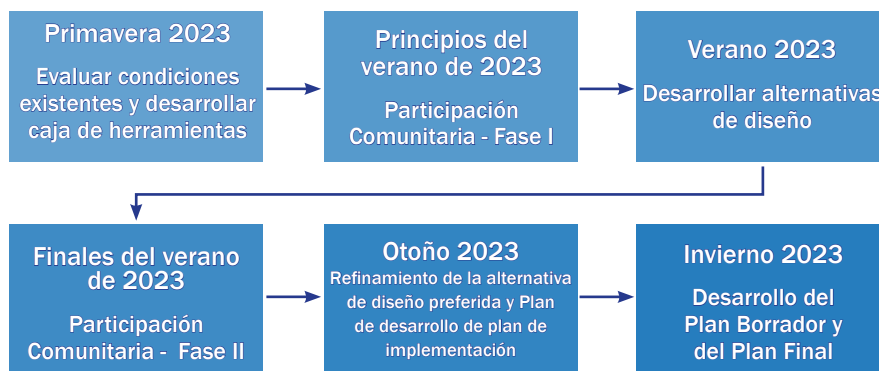 Primavera 2023
Evaluar condiciones
existentes y desarrollar
caja de herramientas
Principios del
verano de 2023
Participación
Comunitaria - Fase I
Verano 2023
Desarrollar alternativas
de diseño
Finales del verano
de 2023
Participación
Comunitaria - Fase II
Otoño 2023
Refinamiento de la alternativa
de diseño preferida y Plan
de desarrollo de plan de
implementación
Invierno 2023
Desarrollo del
Plan Borrador y
del Plan Final